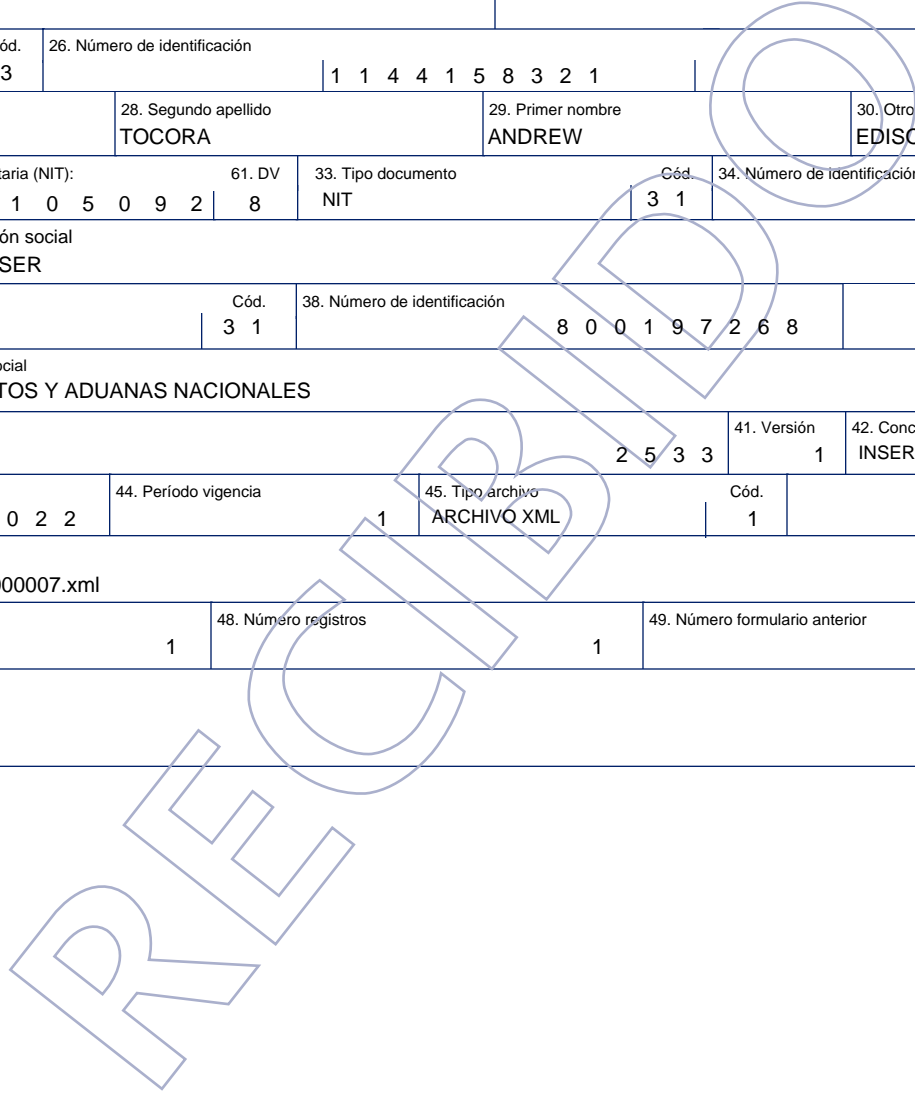 ód. 26. Número de identificación
3 1 1 4 4 1 5 8 3 2 1
28. Segundo apellido 29. Primer nombre 30. Otro
TOCORA ANDREW EDISO
taria (NIT): 61. DV 33. Tipo documento Cód. 34. Número de identificación
1 0 5 0 9 2 8 NIT 3 1
ón social
SER
Cód. 38. Número de identificación
3 1 8 0 0 1 9 7 2 6 8
ocial
TOS Y ADUANAS NACIONALES
41. Versión 42. Conc
2 5 3 3 1 INSER
44. Período vigencia 45. Tipo archivo Cód.
0 2 2 1 ARCHIVO XML 1
000007.xml
48. Número registros 49. Número formulario anterior
1 1
RECIBIDO